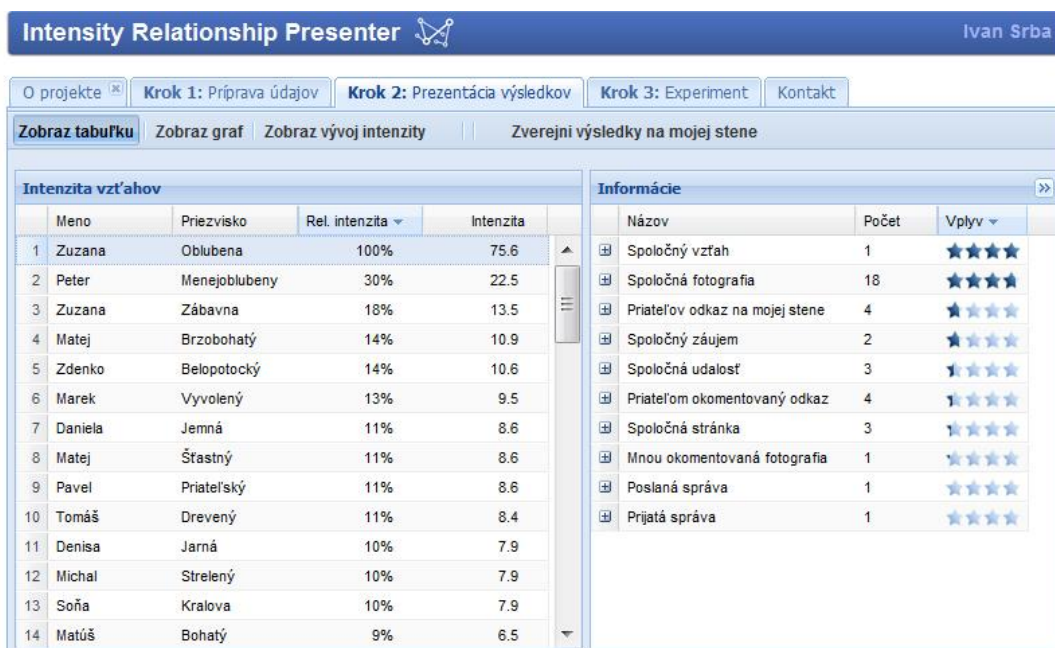 Intensity Relationship Presenter
Ivan Srba
O projekte Krok 1: Príprava údajov Krok 2: Prezentácia výsledkov Krok 3: Experiment Kontakt
Zobraz tabuľku Zobraz graf Zobraz vývoj intenzity Zverejni výsledky na mojej stene
Intenzita vzťahov
Meno Priezvisko Rel. intenzita Intenzita
1 Zuzana Oblubena 100% 75.6
2 Peter Menejoblubeny 30% 22.5
3 Zuzana Zábavna 18% 13.5
4 Matej Brzobohatý 14% 10.9
5 Zdenko Belopotocký 14% 10.6
6 Marek Vyvolený 13% 9.5
7 Daniela Jemná 11% 8.6
8 Matej Šťastný 11% 8.6
9 Pavel Priateľský 11% 8.6
10 Tomáš Drevený 11% 8.4
11 Denisa Jarná 10% 7.9
12 Michal Strelený 10% 7.9
13 Soňa Kralova 10% 7.9
14 Matúš Bohatý 9% 6.5
Informácie
Názov Počet Vplyv
Spoločný vzťah 1
Spoločná fotografia 18
Priateľov odkaz na mojej stene 4
Spoločný záujem 2
Spoločná udalosť 3
Priateľom okomentovaný odkaz 4
Spoločná stránka 3
Mnou okomentovaná fotografia 1
Poslaná správa 1
Prijatá správa 1